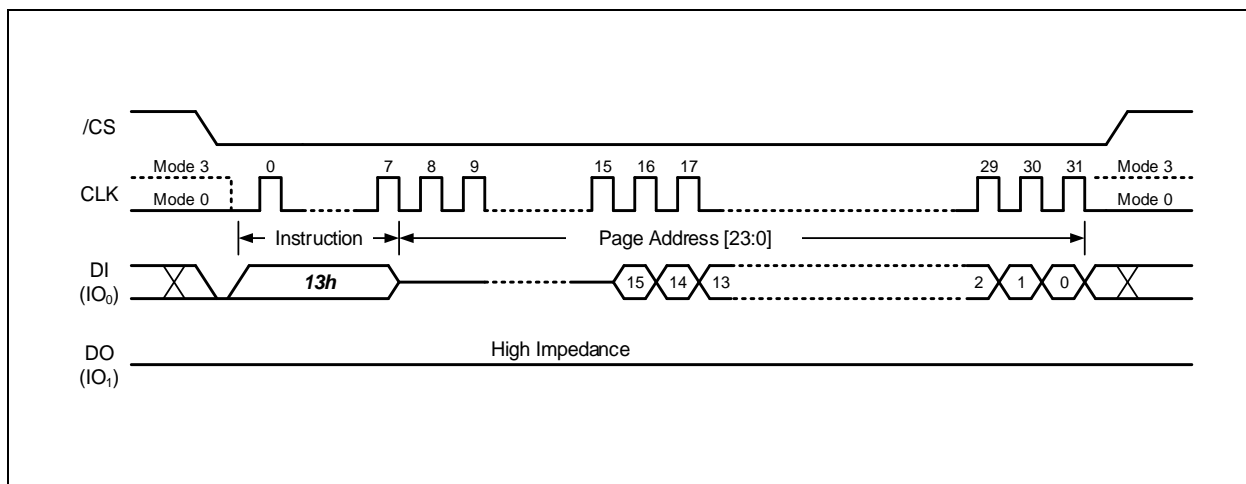 /CS
Mode 3 0 7 8 9 15 16 17 29 30 31 Mode 3
CLK
Mode 0 Mode 0
Instruction Page Address [23:0]
DI
(IO₀)
13h 15 14 13 2 1 0
High Impedance
DO
(IO₁)